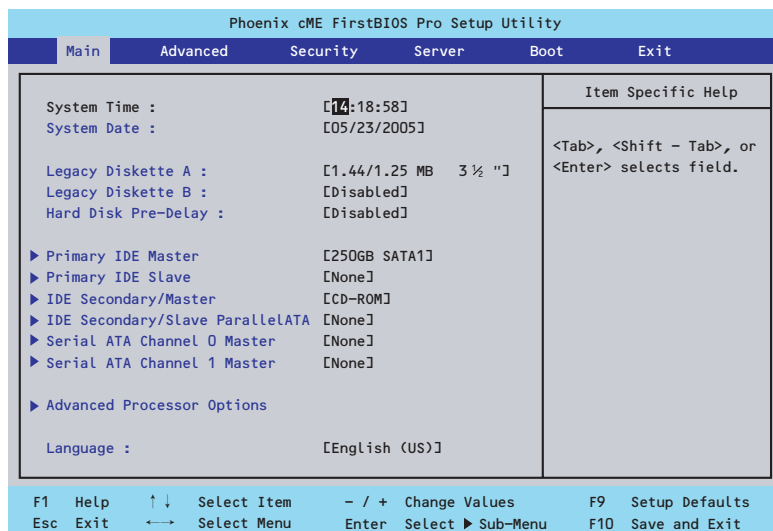 Phoenix cME FirstBIOS Pro Setup Utility
Main Advanced Security Server Boot Exit
System Time : [14:18:58]
System Date : [05/23/2005]
Legacy Diskette A : [1.44/1.25 MB 3 ½ "]
Legacy Diskette B : [Disabled]
Hard Disk Pre-Delay : [Disabled]
▶ Primary IDE Master [250GB SATA1]
▶ Primary IDE Slave [None]
▶ IDE Secondary/Master [CD-ROM]
▶ IDE Secondary/Slave ParallelATA [None]
▶ Serial ATA Channel 0 Master [None]
▶ Serial ATA Channel 1 Master [None]
▶ Advanced Processor Options
Language : [English (US)]
Item Specific Help
<Tab>, <Shift - Tab>, or
<Enter> selects field.
F1 Help ↑↓ Select Item - / + Change Values F9 Setup Defaults
Esc Exit ←→ Select Menu Enter Select ▶ Sub-Menu F10 Save and Exit